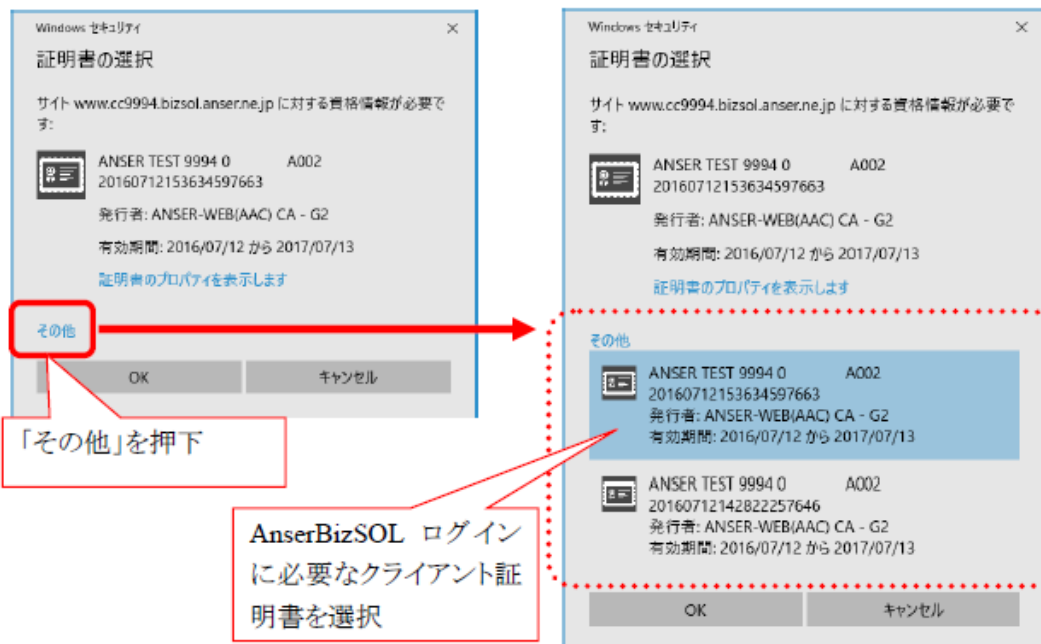 Windows セキュリティ
証明書の選択
サイト www.cc9994.bizsol.anser.ne.jp に対する資格情報が必要で
す:
ANSER TEST 9994 0 A002
20160712153634597663
発行者: ANSER-WEB(AAC) CA - G2
有効期間: 2016/07/12 から 2017/07/13
証明書のプロパティを表示します
その他
OK キャンセル
「その他」を押下
Windows セキュリティ
証明書の選択
サイト www.cc9994.bizsol.anser.ne.jp に対する資格情報が必要で
す:
ANSER TEST 9994 0 A002
20160712153634597663
発行者: ANSER-WEB(AAC) CA - G2
有効期間: 2016/07/12 から 2017/07/13
証明書のプロパティを表示します
その他
ANSER TEST 9994 0 A002
20160712153634597663
発行者: ANSER-WEB(AAC) CA - G2
有効期間: 2016/07/12 から 2017/07/13
ANSER TEST 9994 0 A002
20160712142822257646
発行者: ANSER-WEB(AAC) CA - G2
有効期間: 2016/07/12 から 2017/07/13
OK キャンセル
AnserBizSOL ログイン
に必要なクライアント証
明書を選択